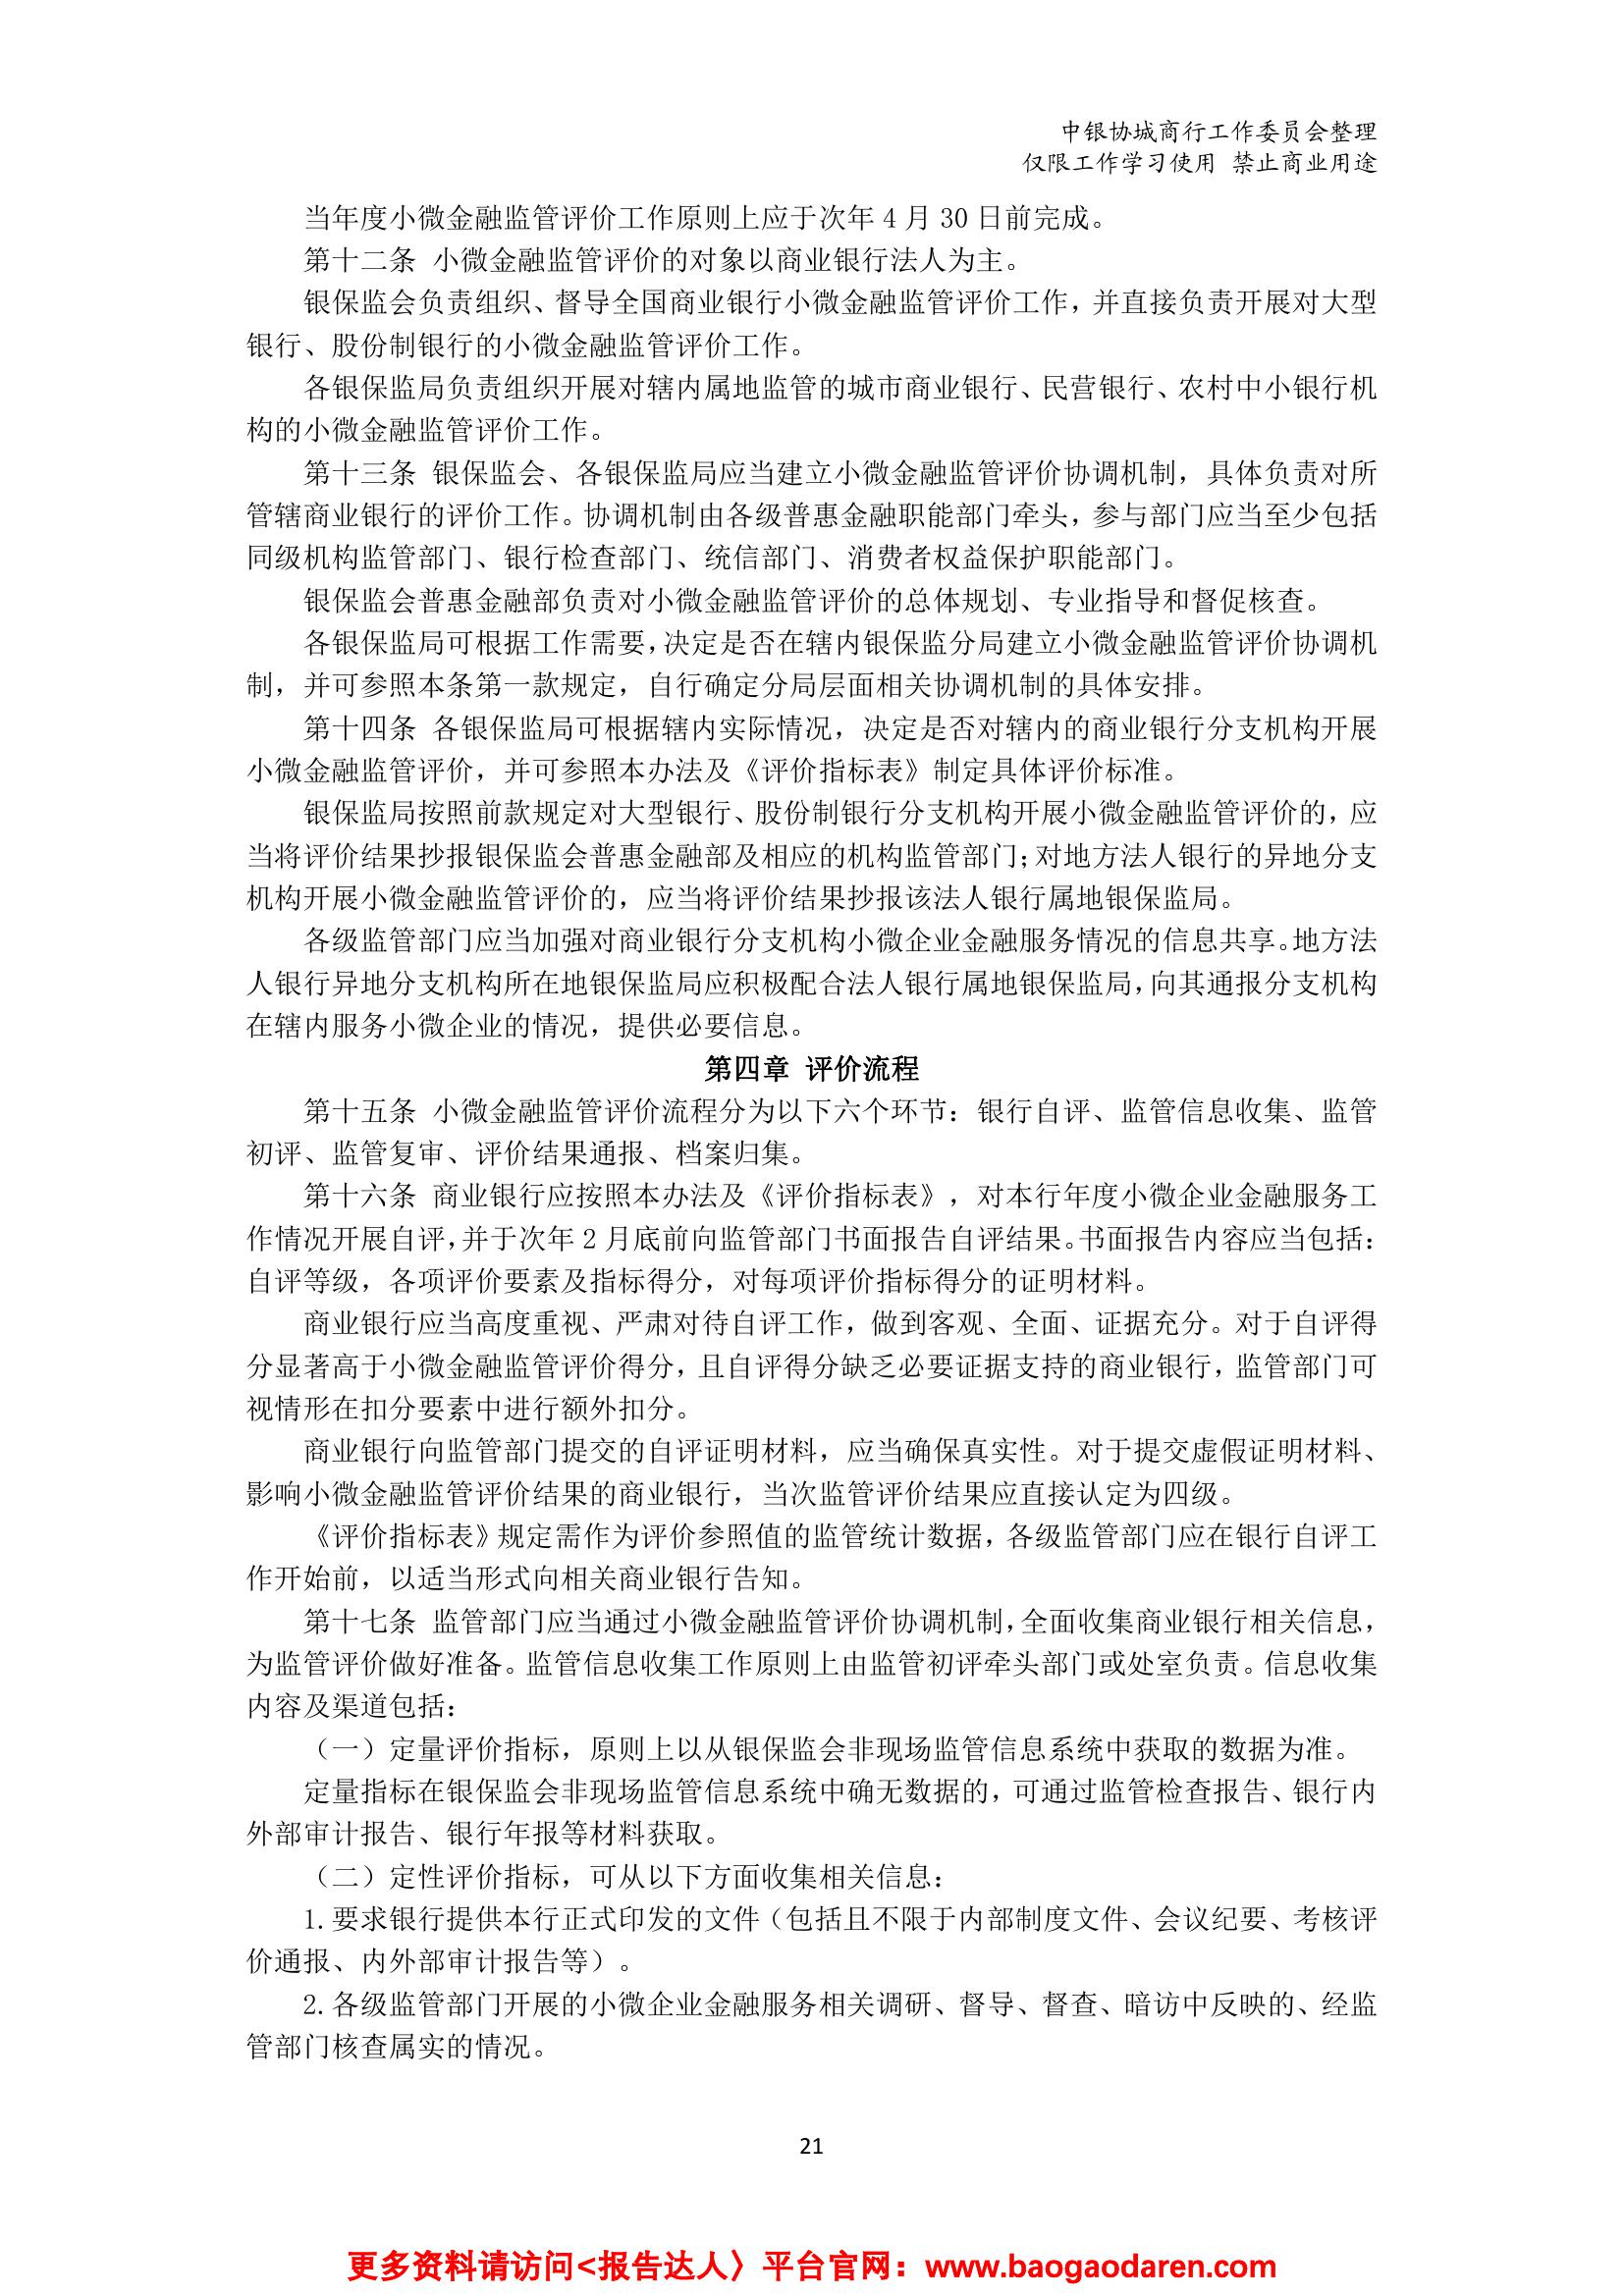 中银协城商行工作委员会整理
仅限工作学习使用 禁止商业用途
当年度小微金融监管评价工作原则上应于次年 4 月 30 日前完成。
第十二条 小微金融监管评价的对象以商业银行法人为主。
银保监会负责组织、督导全国商业银行小微金融监管评价工作，并直接负责开展对大型
银行、股份制银行的小微金融监管评价工作。
各银保监局负责组织开展对辖内属地监管的城市商业银行、民营银行、农村中小银行机
构的小微金融监管评价工作。
第十三条 银保监会、各银保监局应当建立小微金融监管评价协调机制，具体负责对所
管辖商业银行的评价工作。协调机制由各级普惠金融职能部门牵头，参与部门应当至少包括
同级机构监管部门、银行检查部门、统信部门、消费者权益保护职能部门。
银保监会普惠金融部负责对小微金融监管评价的总体规划、专业指导和督促核查。
各银保监局可根据工作需要，决定是否在辖内银保监分局建立小微金融监管评价协调机
制，并可参照本条第一款规定，自行确定分局层面相关协调机制的具体安排。
第十四条 各银保监局可根据辖内实际情况，决定是否对辖内的商业银行分支机构开展
小微金融监管评价，并可参照本办法及《评价指标表》制定具体评价标准。
银保监局按照前款规定对大型银行、股份制银行分支机构开展小微金融监管评价的，应
当将评价结果抄报银保监会普惠金融部及相应的机构监管部门；对地方法人银行的异地分支
机构开展小微金融监管评价的，应当将评价结果抄报该法人银行属地银保监局。
各级监管部门应当加强对商业银行分支机构小微企业金融服务情况的信息共享。地方法
人银行异地分支机构所在地银保监局应积极配合法人银行属地银保监局，向其通报分支机构
在辖内服务小微企业的情况，提供必要信息。
第四章 评价流程
第十五条 小微金融监管评价流程分为以下六个环节：银行自评、监管信息收集、监管
初评、监管复审、评价结果通报、档案归集。
第十六条 商业银行应按照本办法及《评价指标表》，对本行年度小微企业金融服务工
作情况开展自评，并于次年 2 月底前向监管部门书面报告自评结果。书面报告内容应当包括：
自评等级，各项评价要素及指标得分，对每项评价指标得分的证明材料。
商业银行应当高度重视、严肃对待自评工作，做到客观、全面、证据充分。对于自评得
分显著高于小微金融监管评价得分，且自评得分缺乏必要证据支持的商业银行，监管部门可
视情形在扣分要素中进行额外扣分。
商业银行向监管部门提交的自评证明材料，应当确保真实性。对于提交虚假证明材料、
影响小微金融监管评价结果的商业银行，当次监管评价结果应直接认定为四级。
《评价指标表》规定需作为评价参照值的监管统计数据，各级监管部门应在银行自评工
作开始前，以适当形式向相关商业银行告知。
第十七条 监管部门应当通过小微金融监管评价协调机制，全面收集商业银行相关信息，
为监管评价做好准备。监管信息收集工作原则上由监管初评牵头部门或处室负责。信息收集
内容及渠道包括：
（一）定量评价指标，原则上以从银保监会非现场监管信息系统中获取的数据为准。
定量指标在银保监会非现场监管信息系统中确无数据的，可通过监管检查报告、银行内
外部审计报告、银行年报等材料获取。
（二）定性评价指标，可从以下方面收集相关信息：
1.要求银行提供本行正式印发的文件（包括且不限于内部制度文件、会议纪要、考核评
价通报、内外部审计报告等）。
2.各级监管部门开展的小微企业金融服务相关调研、督导、督查、暗访中反映的、经监
管部门核查属实的情况。
21
更多资料请访问<报告达人〉平台官网：www.baogaodaren.com